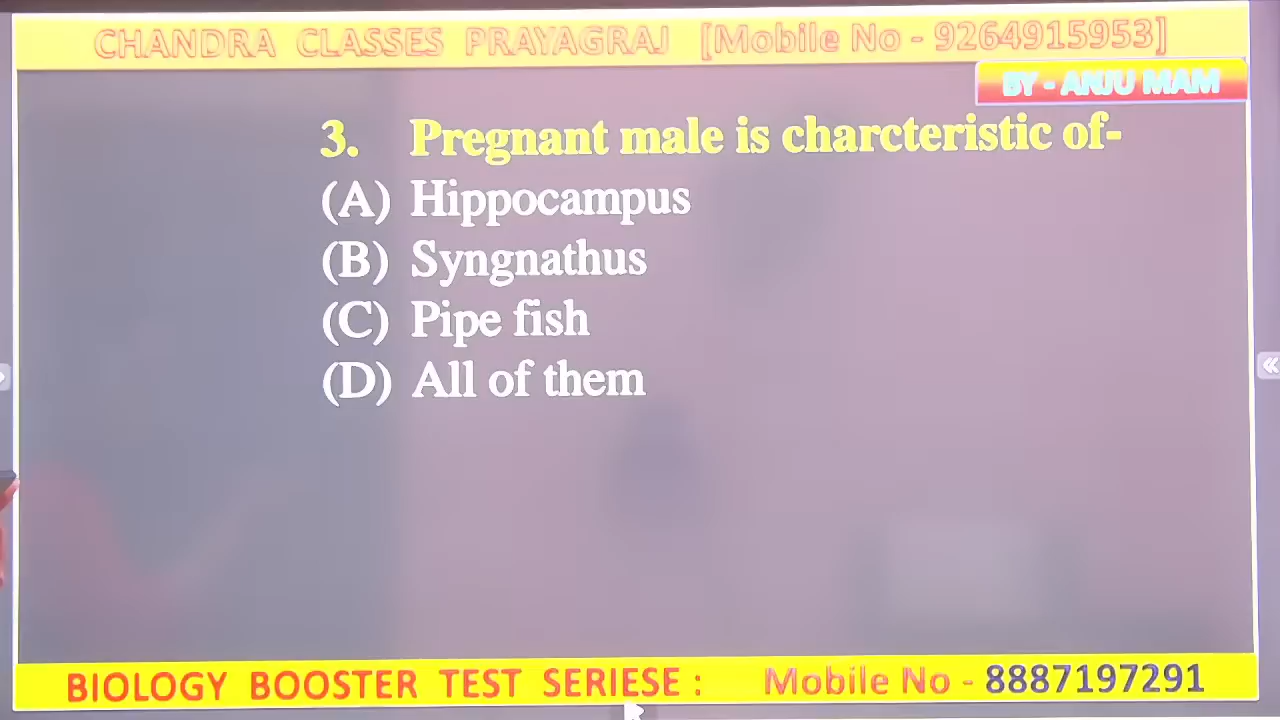 CHANDRA CLASSES PRAYAGRAJ [Mobile No - 9264915953]
BY - ANJU MAM
3. Pregnant male is charcteristic of-
(A) Hippocampus
(B) Syngnathus
(C) Pipe fish
(D) All of them
BIOLOGY BOOSTER TEST SERIESE : Mobile No - 8887197291